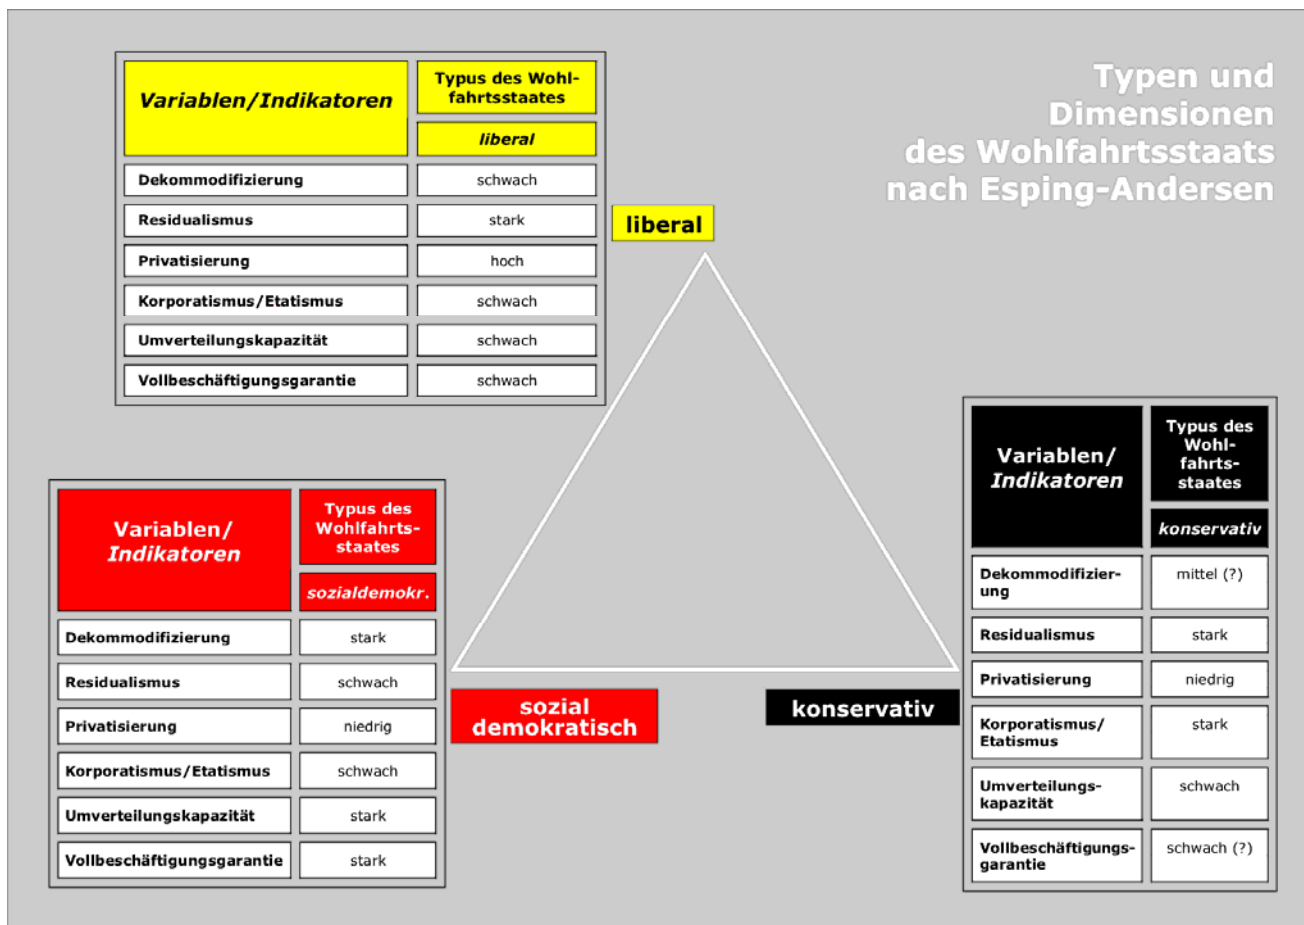 Typen und
Dimensionen
des Wohlfahrtsstaats
nach Esping-Andersen
Variablen/Indikatoren
Typus des Wohl-
fahrtsstaates
liberal
Dekommodifizierung schwach
Residualismus stark
Privatisierung hoch
Korporatismus/Etatismus schwach
Umverteilungskapazität schwach
Vollbeschäftigungsgarantie schwach
liberal
Variablen/
Indikatoren
Typus des
Wohlfahrts-
staates
sozialdemokr.
Dekommodifizierung stark
Residualismus schwach
Privatisierung niedrig
Korporatismus/Etatismus schwach
Umverteilungskapazität stark
Vollbeschäftigungsgarantie stark
sozial
demokratisch
konservativ
Variablen/
Indikatoren
Typus des
Wohl-
fahrts-
staates
konservativ
Dekommodifizier- mittel (?)
ung
Residualismus stark
Privatisierung niedrig
Korporatismus/ stark
Etatismus
Umverteilungs- schwach
kapazität
Vollbeschäftigungs- schwach (?)
garantie